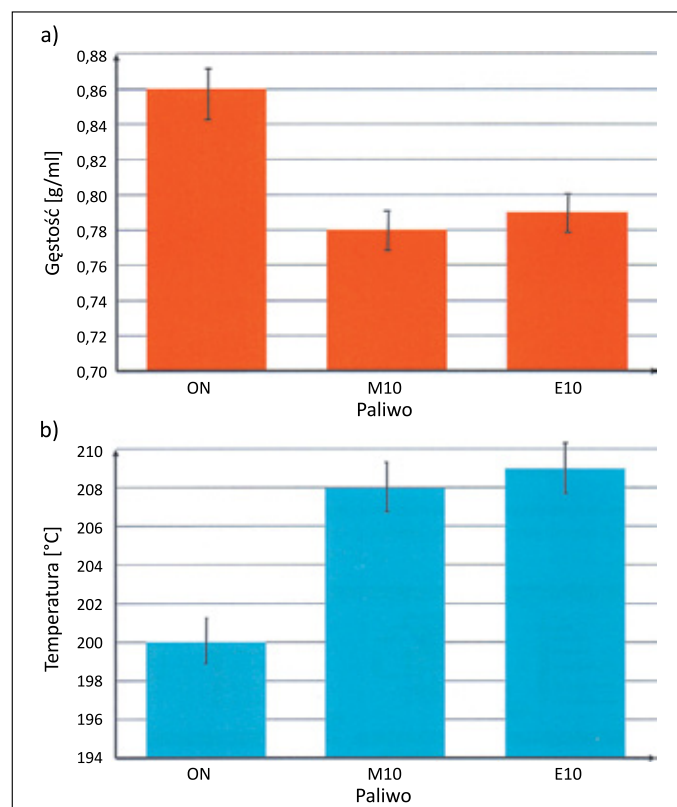 a)
0,88
0,86
0,84
0,82
0,80
0,78
0,76
0,74
0,72
0,70
Gęstość [g/ml]
ON M10 E10
Paliwo
b)
210
208
206
204
202
200
198
196
194
Temperatura [°C]
ON M10 E10
Paliwo